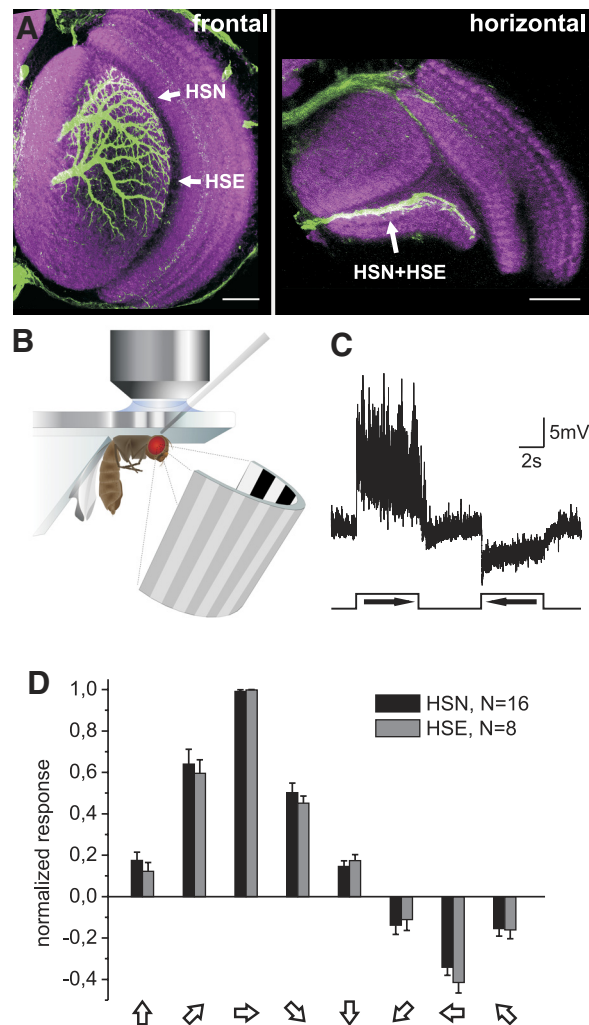 A
frontal
HSN
HSE
horizontal
HSN+HSE
B
C
5mV
2s
D
normalized response
1,0
0,8
0,6
0,4
0,2
0,0
-0,2
-0,4
HSN, N=16
HSE, N=8